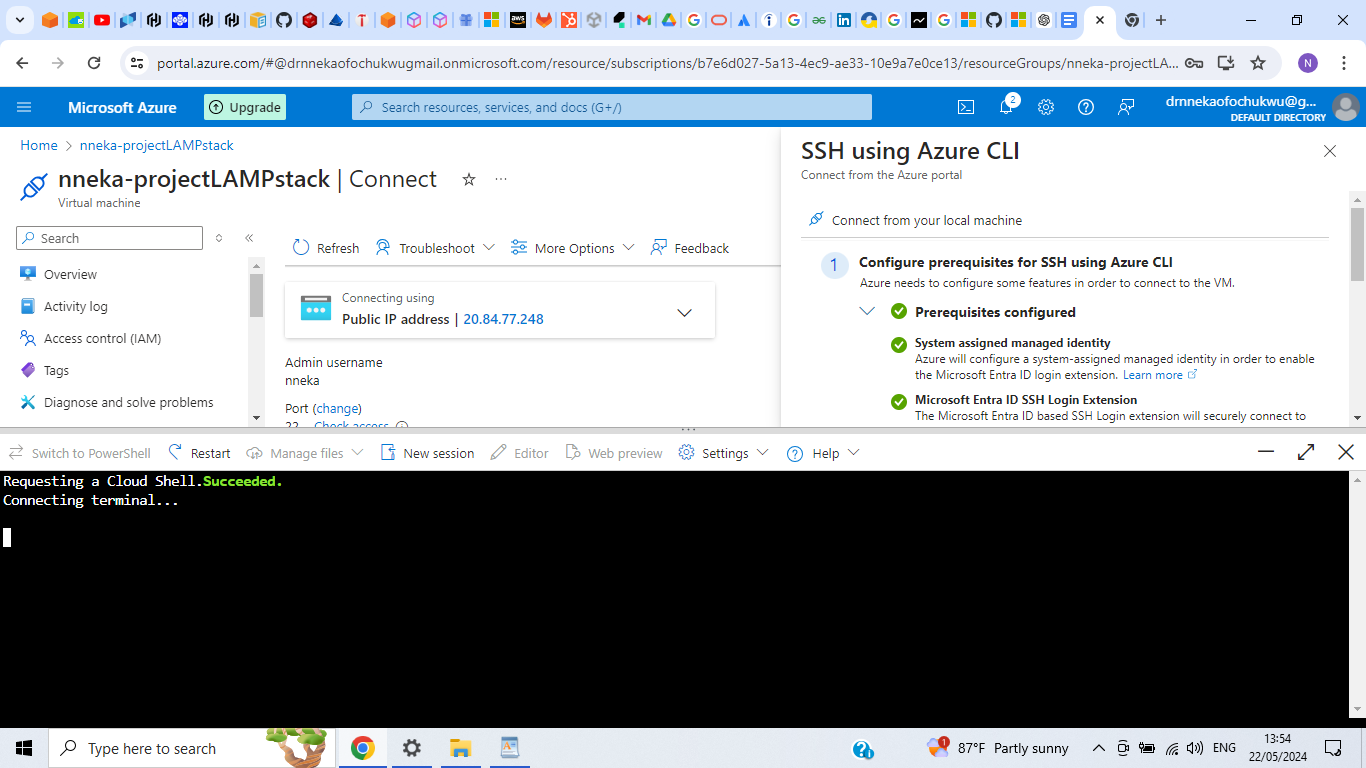 portal.azure.com/#@drnnekaofochukwugmail.onmicrosoft.com/resource/subscriptions/b7e6d027-5a13-4ec9-ae33-10e9a7e0ce13/resourceGroups/nneka-projectLA...
N
Microsoft Azure
Upgrade
Search resources, services, and docs (G+/)
2
drnnekaofochukwu@g...
DEFAULT DIRECTORY
Home > nneka-projectLAMPstack
nneka-projectLAMPstack | Connect
Virtual machine
Search
Overview
Activity log
Access control (IAM)
Tags
Diagnose and solve problems
Refresh
Troubleshoot
More Options
Feedback
Connecting using
Public IP address | 20.84.77.248
Admin username
nneka
Port (change)
22 Check access
SSH using Azure CLI
Connect from the Azure portal
Connect from your local machine
1
Configure prerequisites for SSH using Azure CLI
Azure needs to configure some features in order to connect to the VM.
Prerequisites configured
System assigned managed identity
Azure will configure a system-assigned managed identity in order to enable
the Microsoft Entra ID login extension. Learn more
Microsoft Entra ID SSH Login Extension
The Microsoft Entra ID based SSH Login extension will securely connect to
Switch to PowerShell
Restart
Manage files
New session
Editor
Web preview
Settings
Help
Requesting a Cloud Shell.Succeeded.
Connecting terminal...
Type here to search
1
87°F Partly sunny
ENG
13:54
22/05/2024